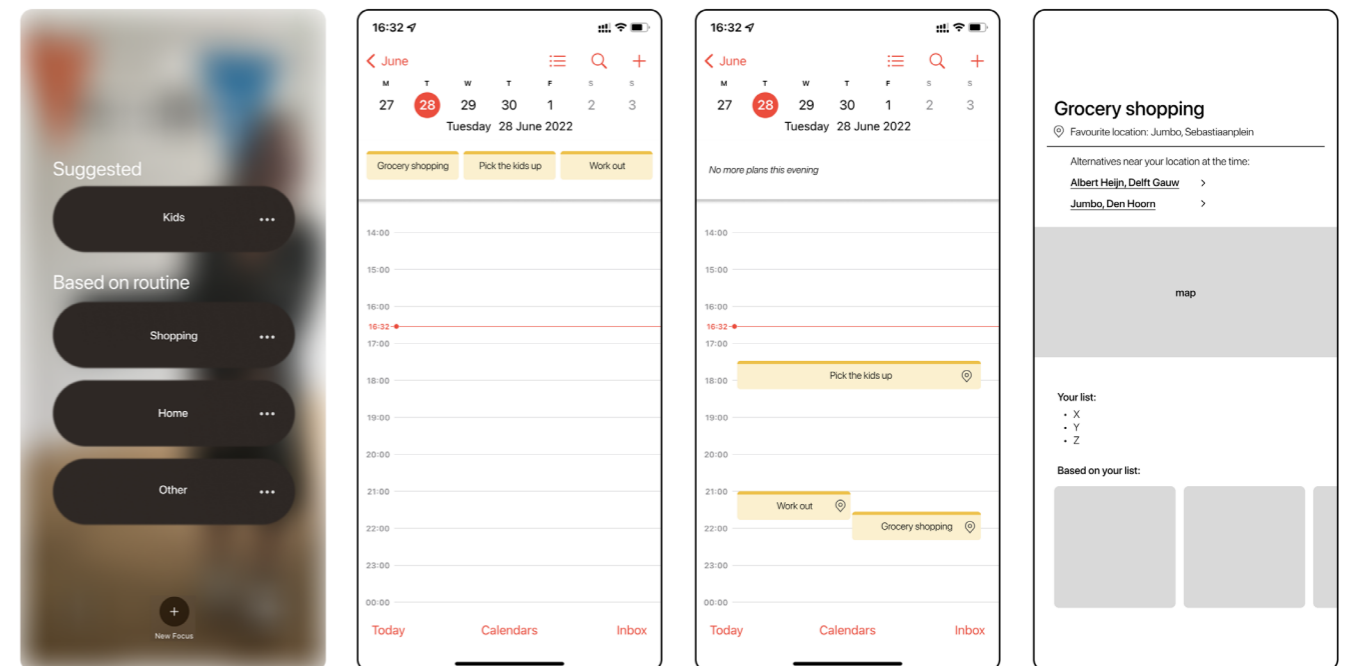 Suggested
Kids
Based on routine
Shopping
Home
Other
New Focus
16:32
June
M T W T F S S
27 28 29 30 1 2 3
Tuesday 28 June 2022
Grocery shopping Pick the kids up Work out
14:00
15:00
16:00
16:32
17:00
18:00
19:00
20:00
21:00
22:00
23:00
00:00
Today Calendars Inbox
16:32
June
M T W T F S S
27 28 29 30 1 2 3
Tuesday 28 June 2022
No more plans this evening
14:00
15:00
16:00
16:32
17:00
Pick the kids up
18:00
19:00
20:00
21:00
Work out
Grocery shopping
22:00
23:00
00:00
Today Calendars Inbox
Grocery shopping
Favourite location: Jumbo, Sebastiaanplein
Alternatives near your location at the time:
Albert Heijn, Delft Gauw
Jumbo, Den Hoorn
map
Your list:
• X
• Y
• Z
Based on your list: